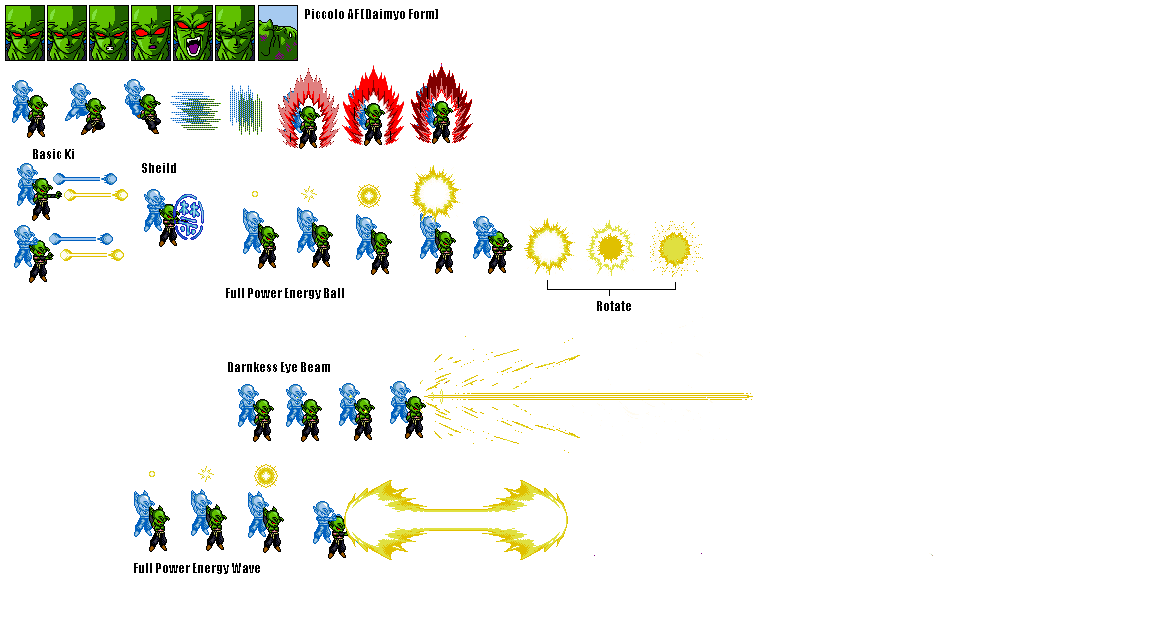 Piccolo AF[Daimyo Form]
Basic Ki
Sheild
Full Power Energy Ball
Rotate
Darnkess Eye Beam
Full Power Energy Wave